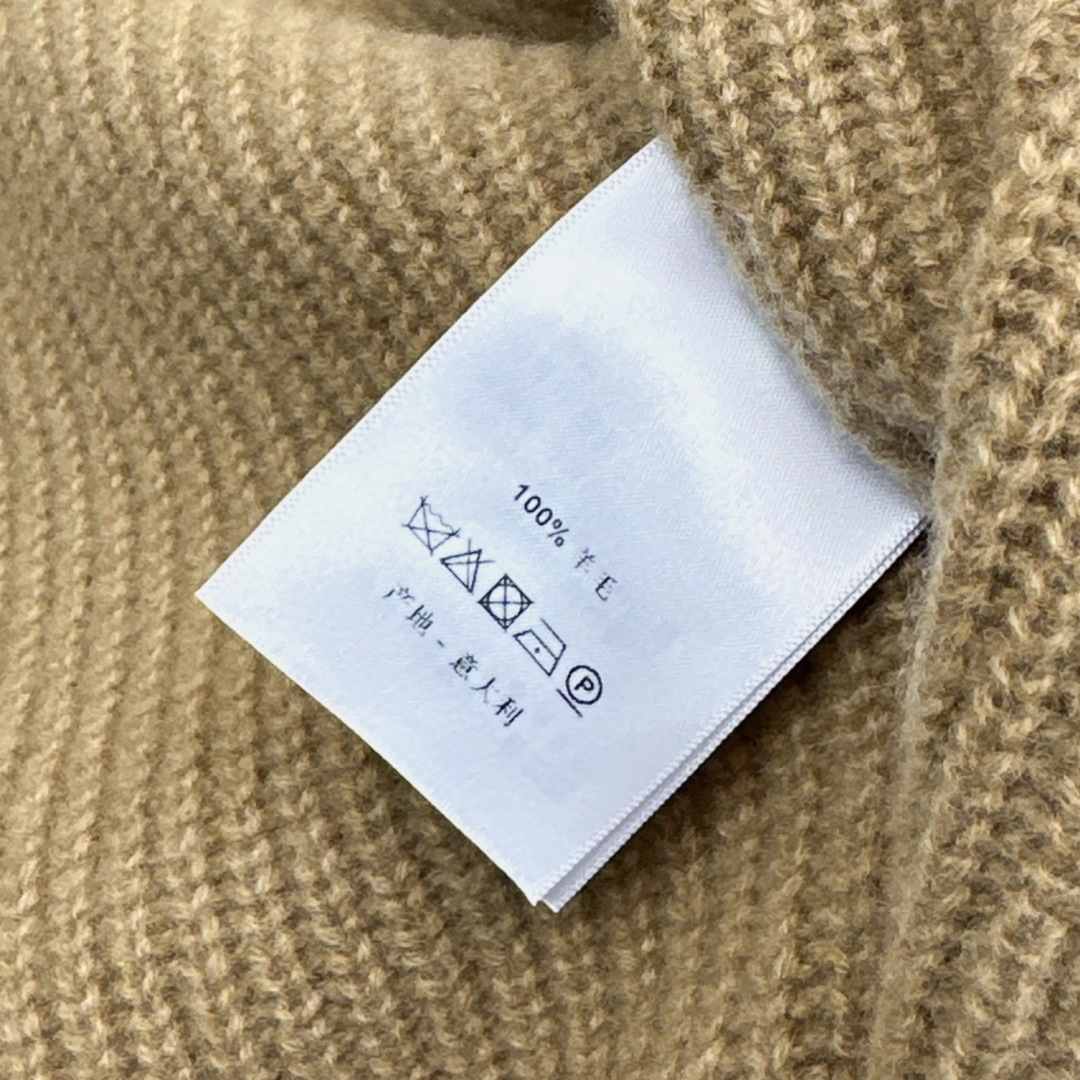 100% 羊毛
P
产地 - 意大利